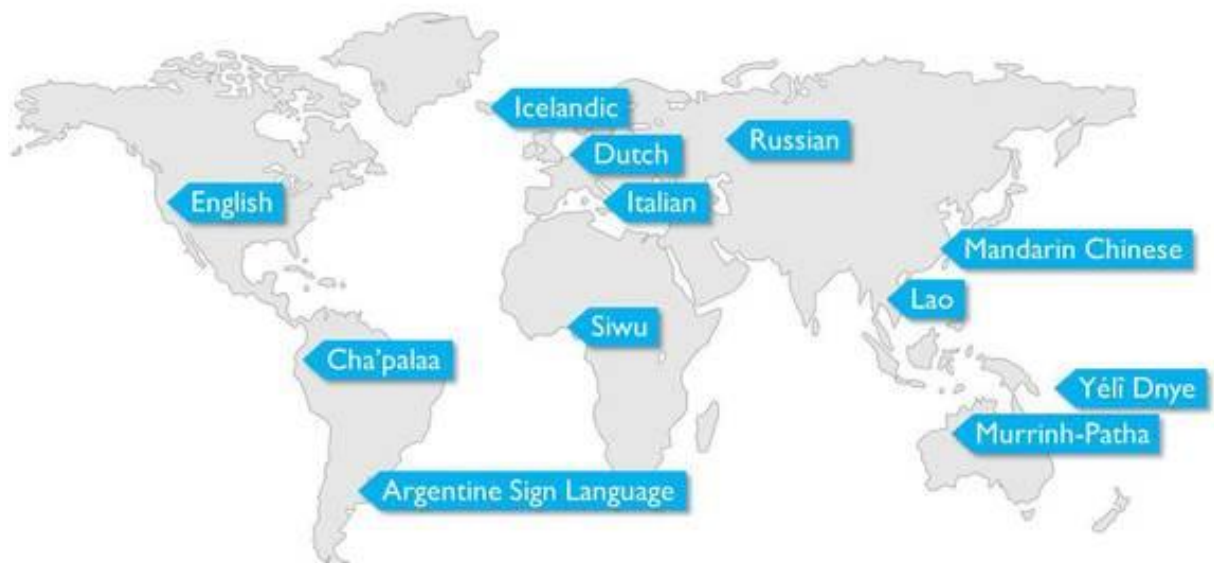 Icelandic
Dutch
Russian
English
Italian
Mandarin Chinese
Lao
Siwu
Cha'palaa
Yélî Dnye
Murrinh-Patha
Argentine Sign Language